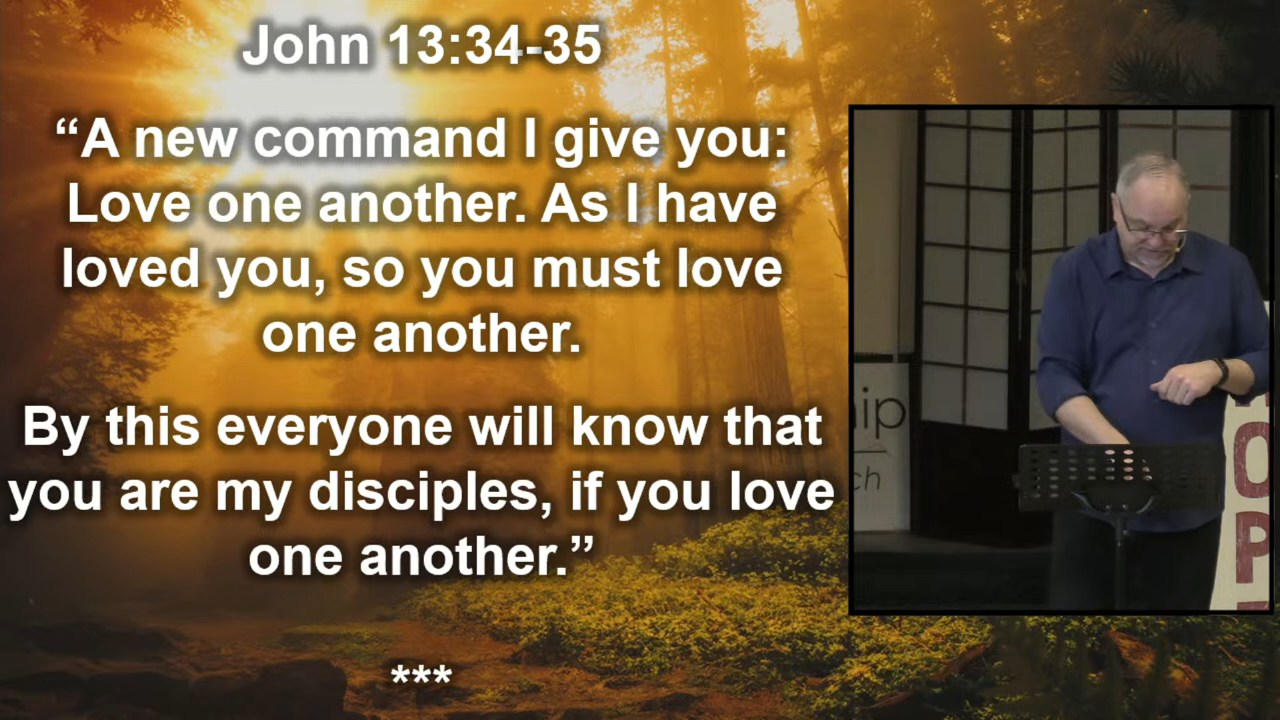 John 13:34-35
“A new command I give you:
Love one another. As I have
loved you, so you must love
one another.
By this everyone will know that
you are my disciples, if you love
one another.”
***